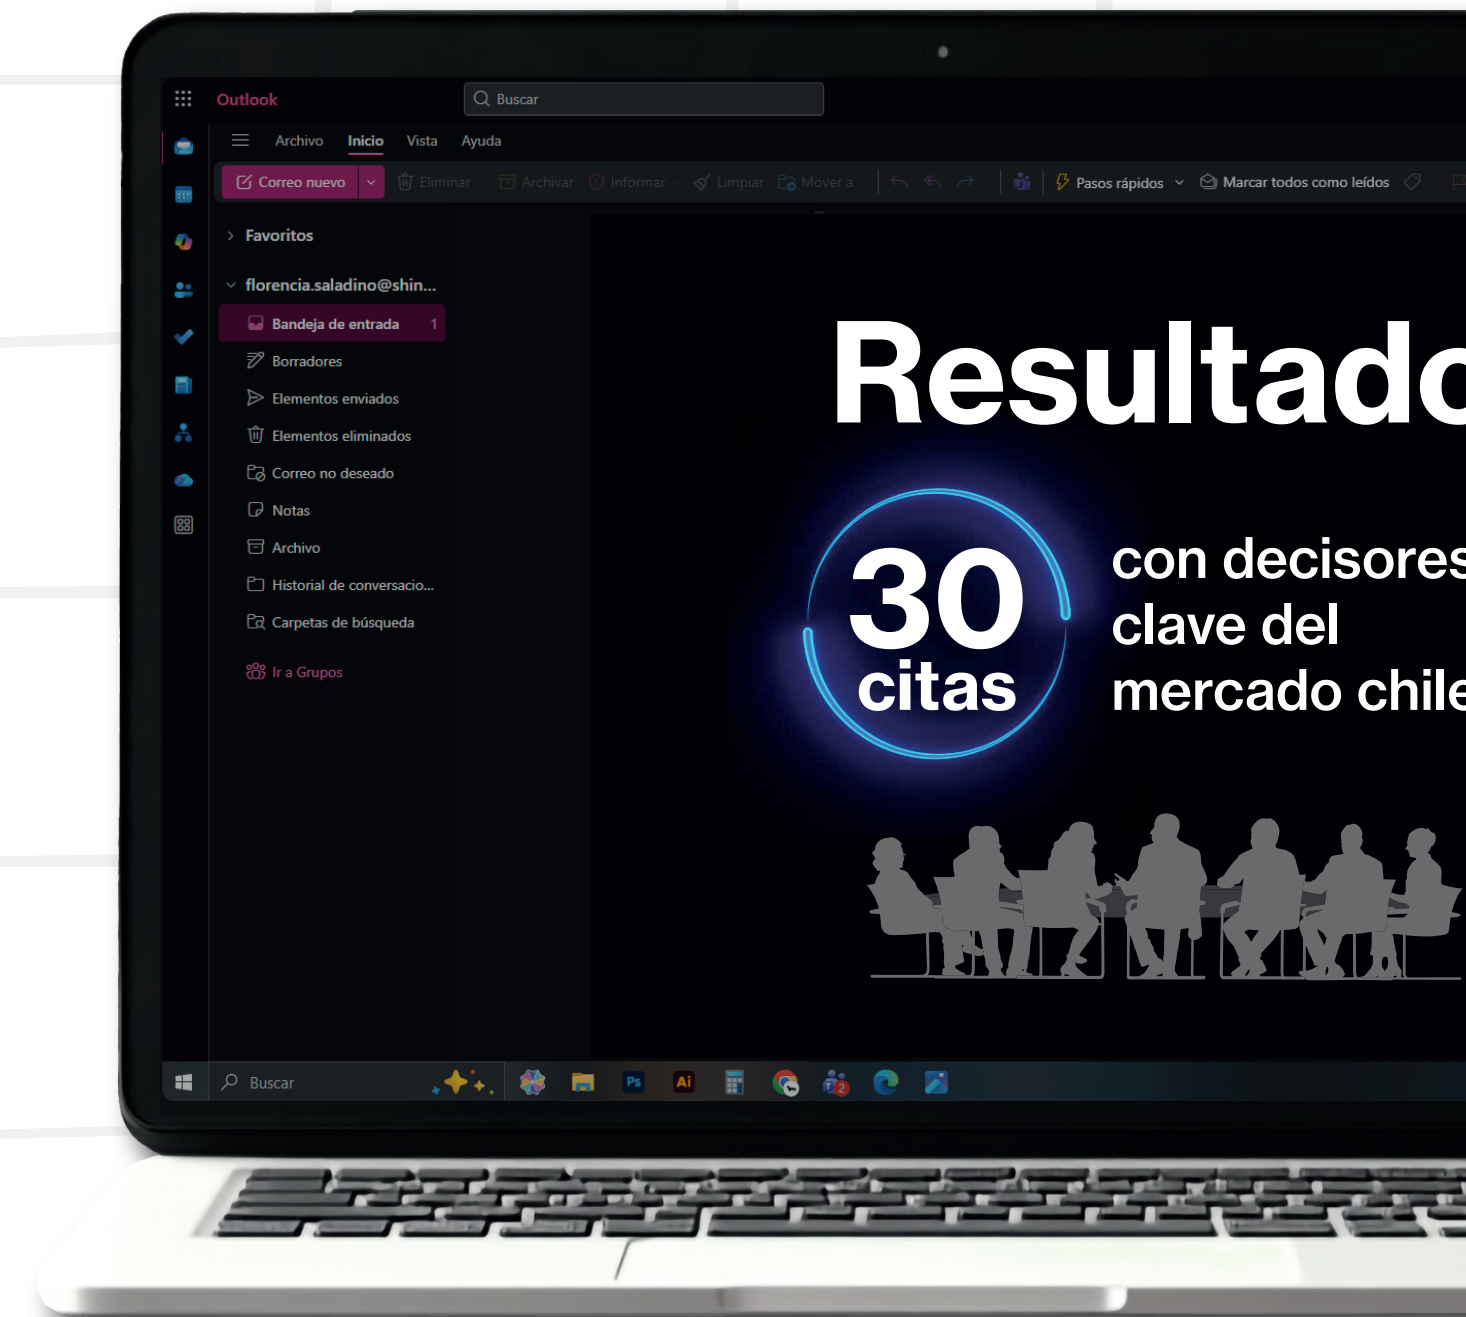 Outlook
Buscar
Archivo Inicio Vista Ayuda
Correo nuevo Eliminar Archivar Informar Limpiar Mover a Pasos rápidos Marcar todos como leídos
Favoritos
florencia.saladino@shin...
Bandeja de entrada 1
Borradores
Elementos enviados
Elementos eliminados
Correo no deseado
Notas
Archivo
Historial de conversacio...
Carpetas de búsqueda
Ir a Grupos
Resultado
30
citas
con decisores
clave del
mercado chile
Buscar
Ps
Ai
2